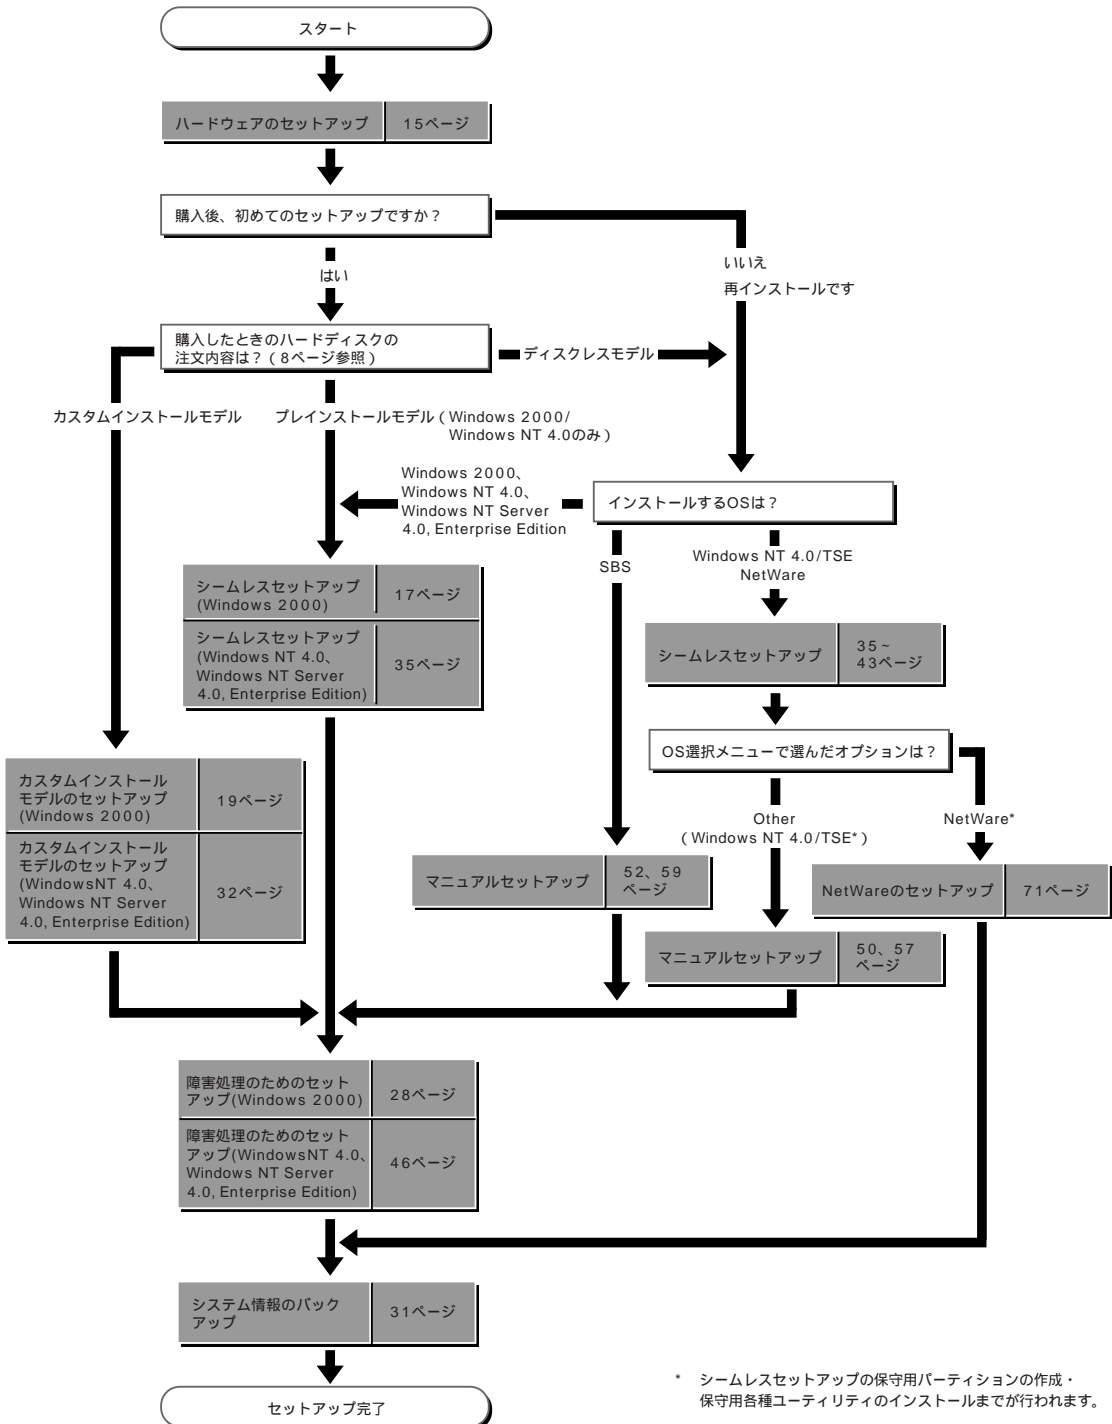 スタート
ハードウェアのセットアップ
15ページ
購入後、初めてのセットアップですか？
はい
いいえ
再インストールです
購入したときのハードディスクの
注文内容は？（8ページ参照）
ディスクレスモデル
カスタムインストールモデル
プレインストールモデル（Windows 2000/
Windows NT 4.0のみ）
Windows 2000、
Windows NT 4.0、
Windows NT Server
4.0, Enterprise Edition
インストールするOSは？
SBS
Windows NT 4.0/TSE
NetWare
シームレスセットアップ
(Windows 2000)
17ページ
シームレスセットアップ
(Windows NT 4.0、
Windows NT Server
4.0, Enterprise Edition)
35ページ
シームレスセットアップ
35～
43ページ
OS選択メニューで選んだオプションは？
カスタムインストール
モデルのセットアップ
(Windows 2000)
19ページ
カスタムインストール
モデルのセットアップ
(WindowsNT 4.0、
Windows NT Server
4.0, Enterprise Edition)
32ページ
Other
（Windows NT 4.0/TSE*）
NetWare*
マニュアルセットアップ
52、59
ページ
NetWareのセットアップ
71ページ
マニュアルセットアップ
50、57
ページ
障害処理のためのセット
アップ(Windows 2000)
28ページ
障害処理のためのセット
アップ(WindowsNT 4.0、
Windows NT Server
4.0, Enterprise Edition)
46ページ
システム情報のバック
アップ
31ページ
セットアップ完了
* シームレスセットアップの保守用パーティションの作成・
保守用各種ユーティリティのインストールまでが行われます。